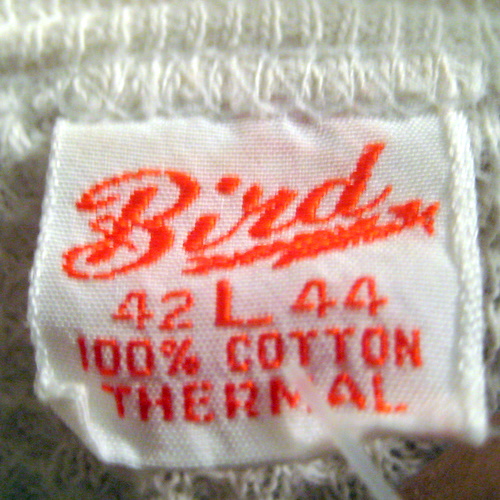 Bird
42 L 44
100% COTTON
THERMAL